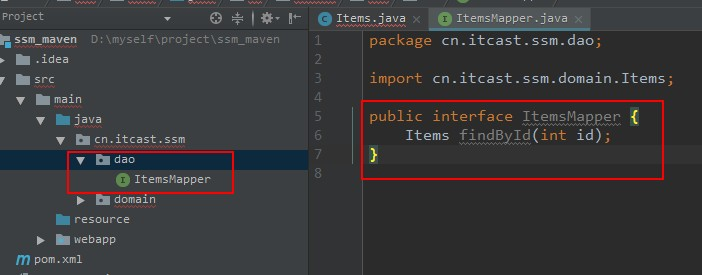 Project
ssm_maven D:\myself\project\ssm_maven
.idea
src
main
java
cn.itcast.ssm
dao
ItemsMapper
domain
resource
webapp
pom.xml
Items.java
ItemsMapper.java
1 package cn.itcast.ssm.dao;
2
3 import cn.itcast.ssm.domain.Items;
4
5 public interface ItemsMapper {
6 Items findById(int id);
7 }
8